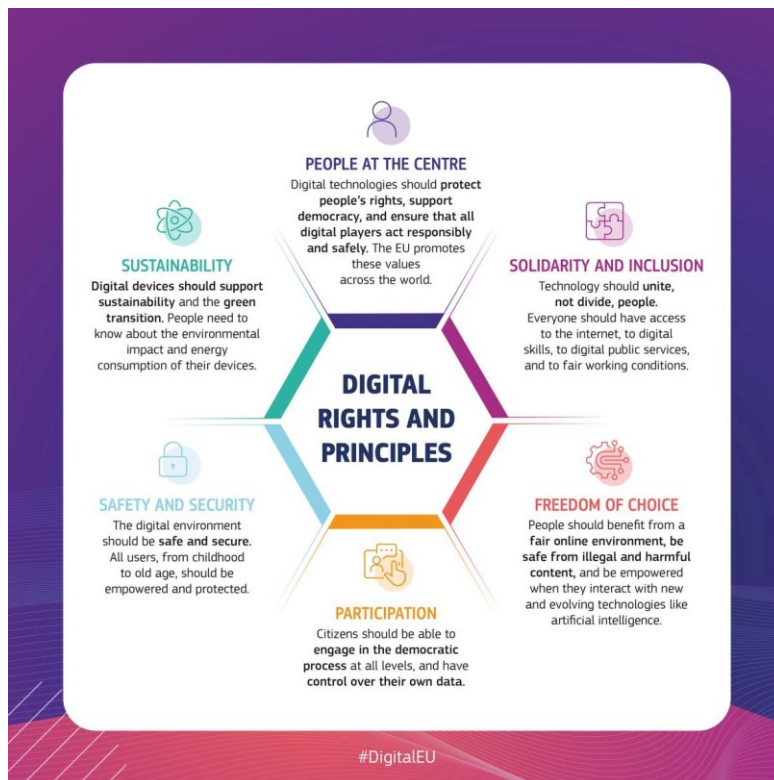 PEOPLE AT THE CENTRE
Digital technologies should protect
people's rights, support
democracy, and ensure that all
digital players act responsibly
and safely. The EU promotes
these values
across the world.
SOLIDARITY AND INCLUSION
Technology should unite,
not divide, people.
Everyone should have access
to the internet, to digital
skills, to digital public services,
and to fair working conditions.
FREEDOM OF CHOICE
People should benefit from a
fair online environment, be
safe from illegal and harmful
content, and be empowered
when they interact with new
and evolving technologies like
artificial intelligence.
PARTICIPATION
Citizens should be able to
engage in the democratic
process at all levels, and have
control over their own data.
SAFETY AND SECURITY
The digital environment
should be safe and secure.
All users, from childhood
to old age, should be
empowered and protected.
SUSTAINABILITY
Digital devices should support
sustainability and the green
transition. People need to
know about the environmental
impact and energy
consumption of their devices.
DIGITAL
RIGHTS AND
PRINCIPLES
#DigitalEU